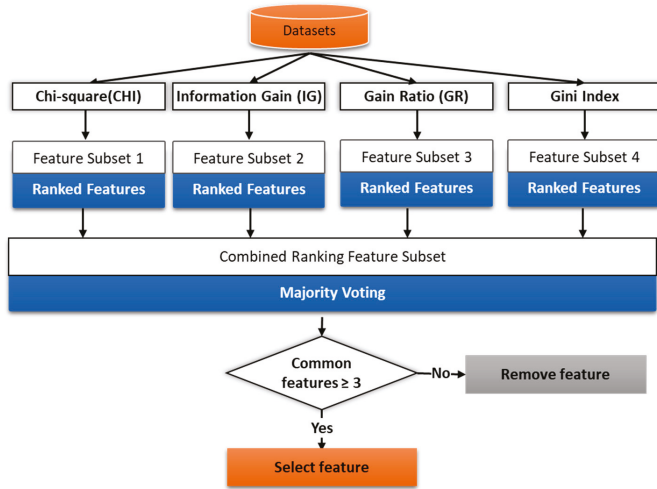 Datasets
Chi-square(CHI)
Information Gain (IG)
Gain Ratio (GR)
Gini Index
Feature Subset 1
Feature Subset 2
Feature Subset 3
Feature Subset 4
Ranked Features
Ranked Features
Ranked Features
Ranked Features
Combined Ranking Feature Subset
Majority Voting
Common
features ≥ 3
No
Remove feature
Yes
Select feature